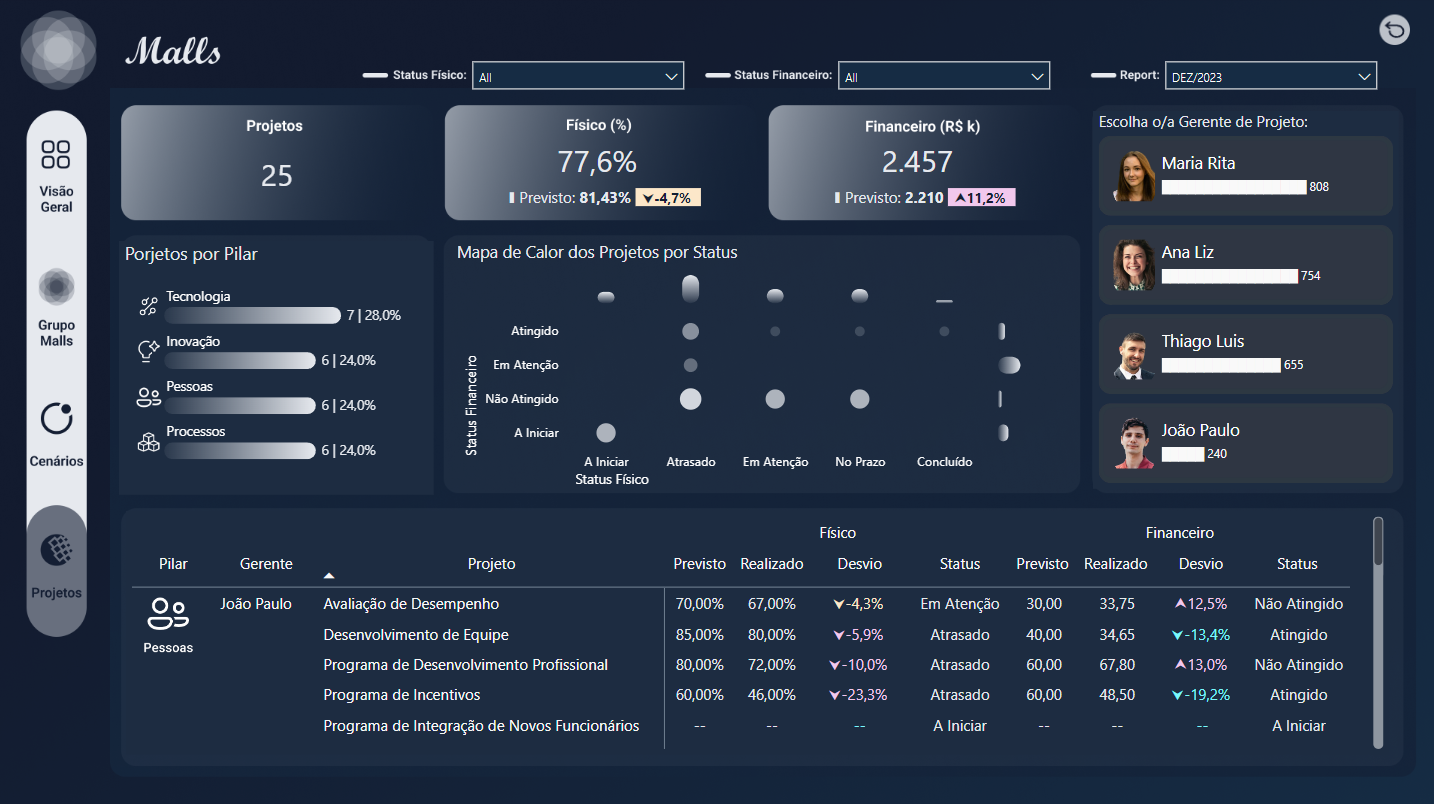 Malls
Status Físico: All
Status Financeiro: All
Report: DEZ/2023
Visão
Geral
Grupo
Malls
Cenários
Projetos
Projetos
25
Físico (%)
77,6%
Previsto: 81,43% -4,7%
Financeiro (R$ k)
2.457
Previsto: 2.210 11,2%
Escolha o/a Gerente de Projeto:
Maria Rita
808
Ana Liz
754
Thiago Luis
655
João Paulo
240
Porjetos por Pilar
Tecnologia
7 | 28,0%
Inovação
6 | 24,0%
Pessoas
6 | 24,0%
Processos
6 | 24,0%
Mapa de Calor dos Projetos por Status
Status Financeiro
Atingido
Em Atenção
Não Atingido
A Iniciar
A Iniciar Atrasado Em Atenção No Prazo Concluído
Status Físico
Físico Financeiro
Pilar Gerente Projeto Previsto Realizado Desvio Status Previsto Realizado Desvio Status
João Paulo Avaliação de Desempenho 70,00% 67,00% -4,3% Em Atenção 30,00 33,75 12,5% Não Atingido
Desenvolvimento de Equipe 85,00% 80,00% -5,9% Atrasado 40,00 34,65 -13,4% Atingido
Pessoas
Programa de Desenvolvimento Profissional 80,00% 72,00% -10,0% Atrasado 60,00 67,80 13,0% Não Atingido
Programa de Incentivos 60,00% 46,00% -23,3% Atrasado 60,00 48,50 -19,2% Atingido
Programa de Integração de Novos Funcionários -- -- -- A Iniciar -- -- -- A Iniciar